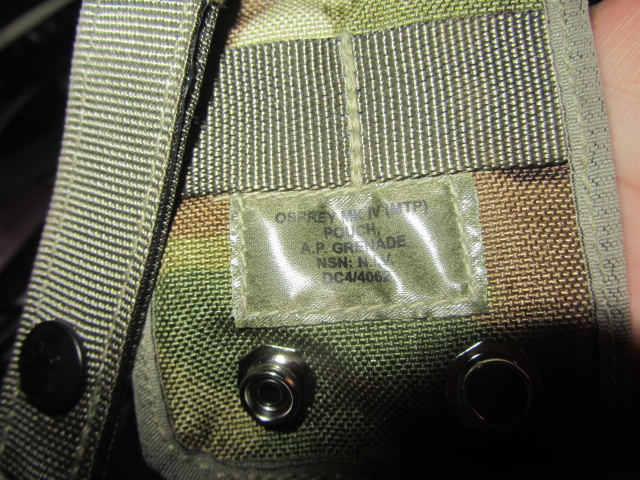 OSPREY MK IV (MTP)
POUCH,
A.P. GRENADE
NSN: N.I.V.
DC4/4062